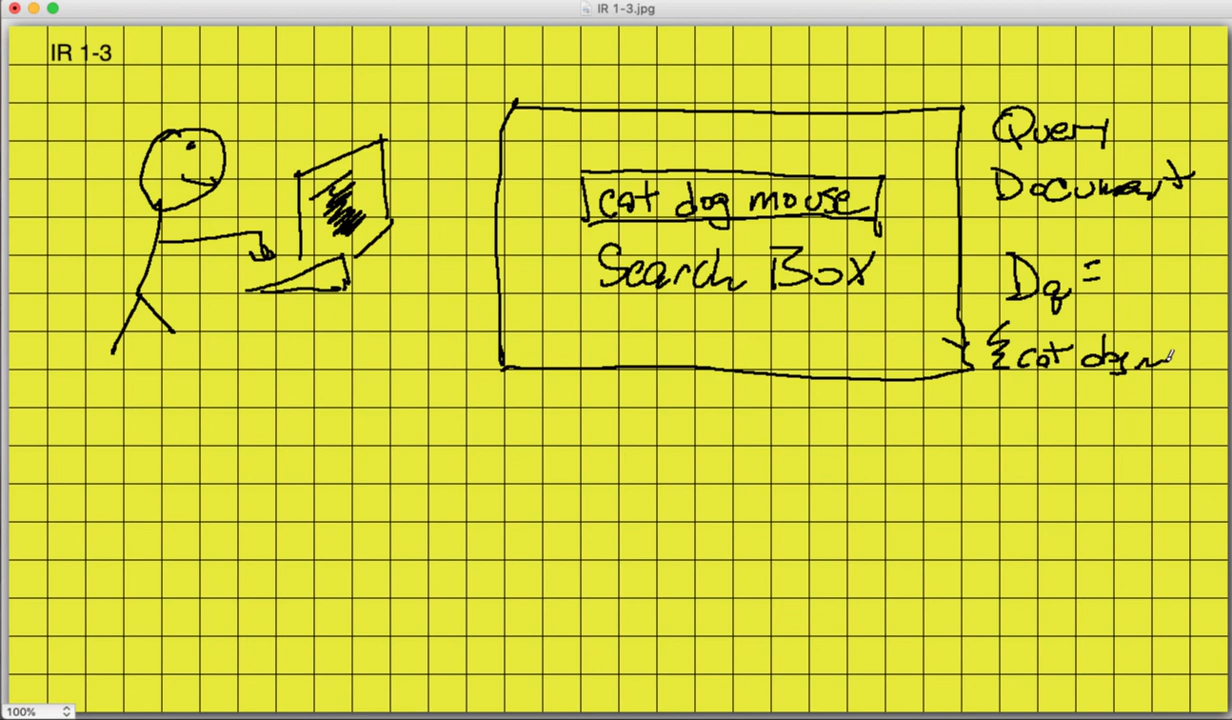 IR 1-3.jpg
IR 1-3
Query
Document
cat dog mouse
Search Box
Dq =
{cat dog m
100%